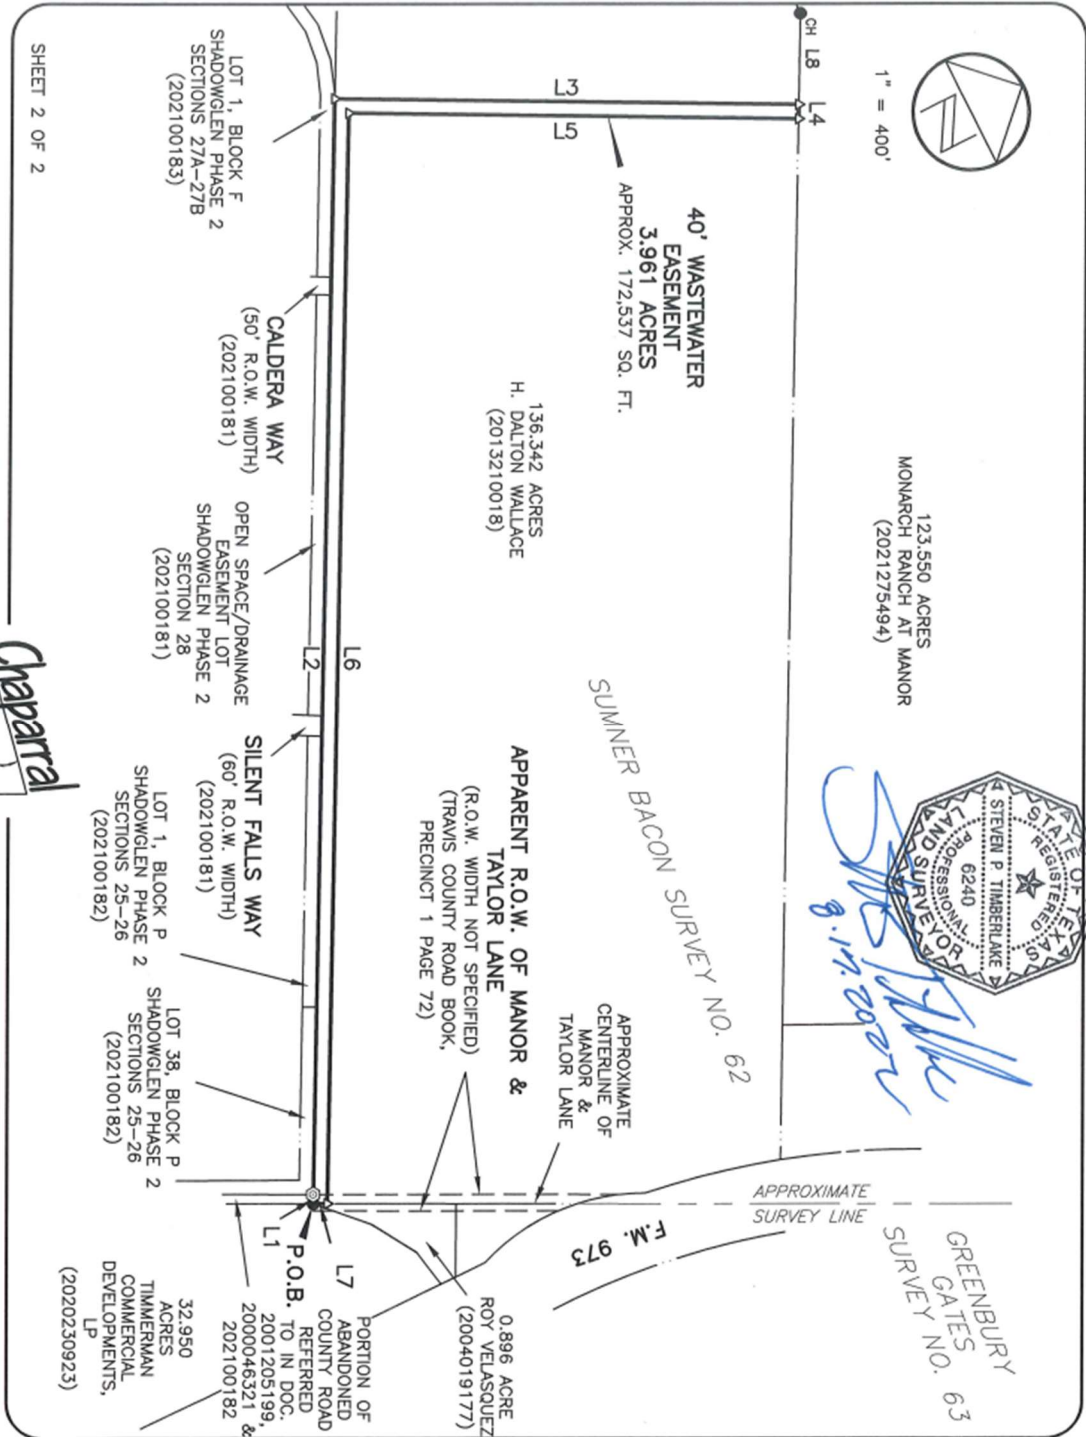 1" = 400'
CH
L8
L4
L3
L5
40' WASTEWATER
EASEMENT
3.961 ACRES
APPROX. 172,537 SQ. FT.
123.550 ACRES
MONARCH RANCH AT MANOR
(2021275494)
STATE OF TEXAS
REGISTERED
STEVEN P. TIMBERLAKE
6240
PROFESSIONAL
LAND SURVEYOR
8.17.2022
136.342 ACRES
H. DALTON WALLACE
(2013210018)
SUMNER BACON SURVEY NO. 62
GREENBURY
GATES
SURVEY NO. 63
APPROXIMATE
SURVEY LINE
F.M. 973
APPROXIMATE
CENTERLINE OF
MANOR &
TAYLOR LANE
APPARENT R.O.W. OF MANOR &
TAYLOR LANE
(R.O.W. WIDTH NOT SPECIFIED)
(TRAVIS COUNTY ROAD BOOK,
PRECINCT 1 PAGE 72)
0.896 ACRE
ROY VELASQUEZ
(2004019177)
L6
L2
L7
L1
P.O.B.
PORTION OF
ABANDONED
COUNTY ROAD
REFERRED
TO IN DOC.
2001205199,
2000046321 &
202100182
32.950
ACRES
TIMMERMAN
COMMERCIAL
DEVELOPMENTS,
LP
(2020230923)
LOT 1, BLOCK F
SHADOWGLEN PHASE 2
SECTIONS 27A-27B
(202100183)
CALDERA WAY
(50' R.O.W. WIDTH)
(202100181)
OPEN SPACE/DRAINAGE
EASEMENT LOT
SHADOWGLEN PHASE 2
SECTION 28
(202100181)
SILENT FALLS WAY
(60' R.O.W. WIDTH)
(202100181)
LOT 1, BLOCK P
SHADOWGLEN PHASE 2
SECTIONS 25-26
(202100182)
LOT 38, BLOCK P
SHADOWGLEN PHASE 2
SECTIONS 25-26
(202100182)
SHEET 2 OF 2
Chaparral